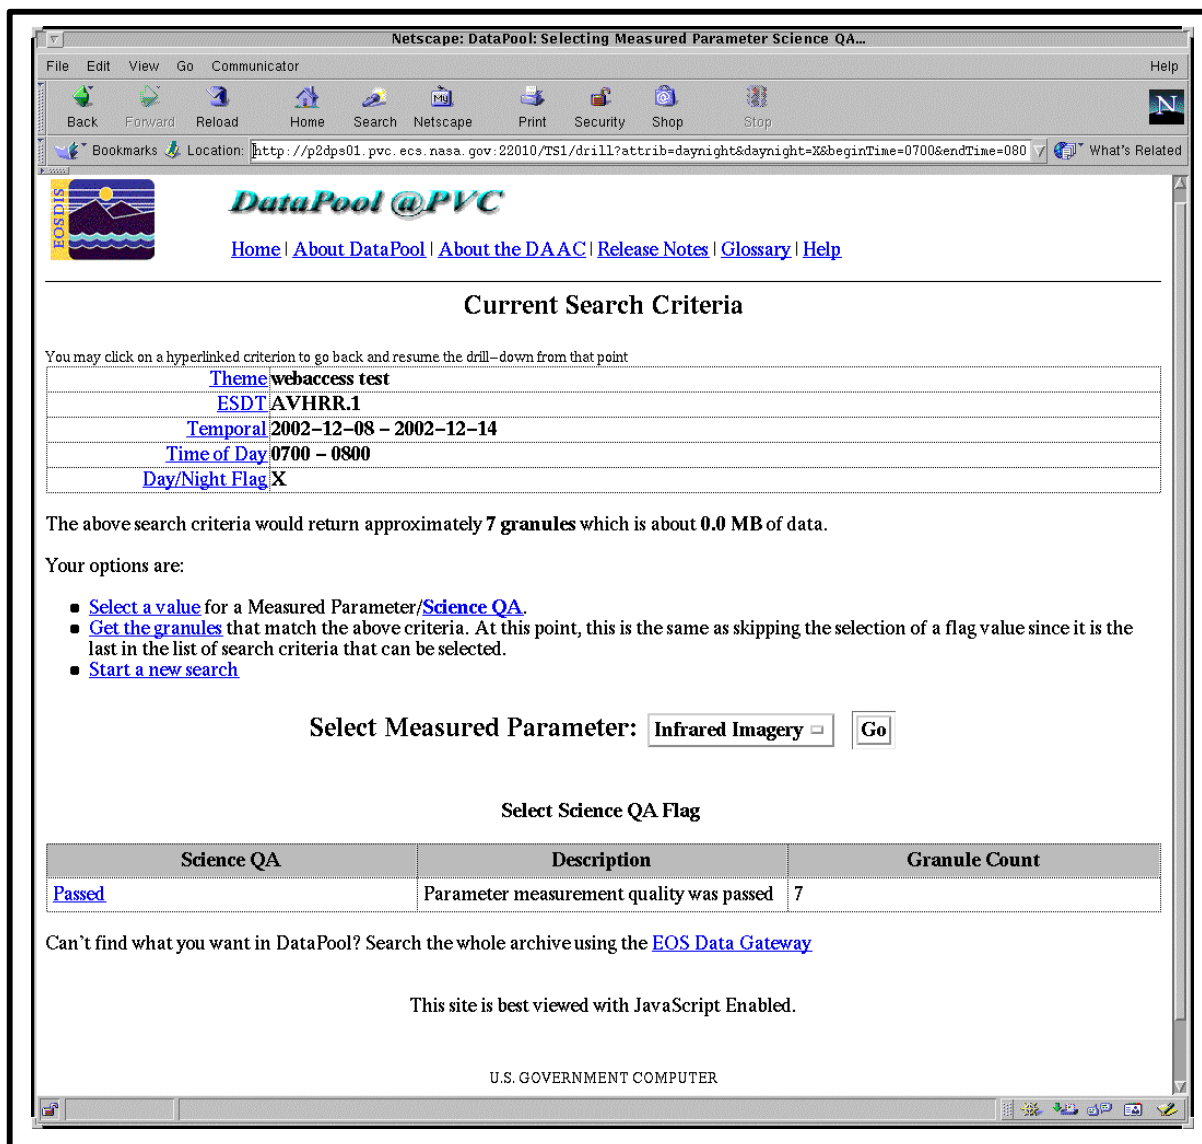 Netscape: DataPool: Selecting Measured Parameter Science QA...
File Edit View Go Communicator Help
Back Forward Reload Home Search Netscape Print Security Shop Stop
My
N
Bookmarks Location: http://p2dps01.pvc.ecs.nasa.gov:22010/TS1/drill?attrib=daynight&daynight=X&beginTime=0700&endTime=080 What's Related
EOSDIS
DataPool @PVC
Home | About DataPool | About the DAAC | Release Notes | Glossary | Help
Current Search Criteria
You may click on a hyperlinked criterion to go back and resume the drill–down from that point
Theme webaccess test
ESDT AVHRR.1
Temporal 2002–12–08 – 2002–12–14
Time of Day 0700 – 0800
Day/Night Flag X
The above search criteria would return approximately 7 granules which is about 0.0 MB of data.
Your options are:
Select a value for a Measured Parameter/Science QA.
Get the granules that match the above criteria. At this point, this is the same as skipping the selection of a flag value since it is the
last in the list of search criteria that can be selected.
Start a new search
Select Measured Parameter: Infrared Imagery Go
Select Science QA Flag
Science QA Description Granule Count
Passed Parameter measurement quality was passed 7
Can't find what you want in DataPool? Search the whole archive using the EOS Data Gateway
This site is best viewed with JavaScript Enabled.
U.S. GOVERNMENT COMPUTER